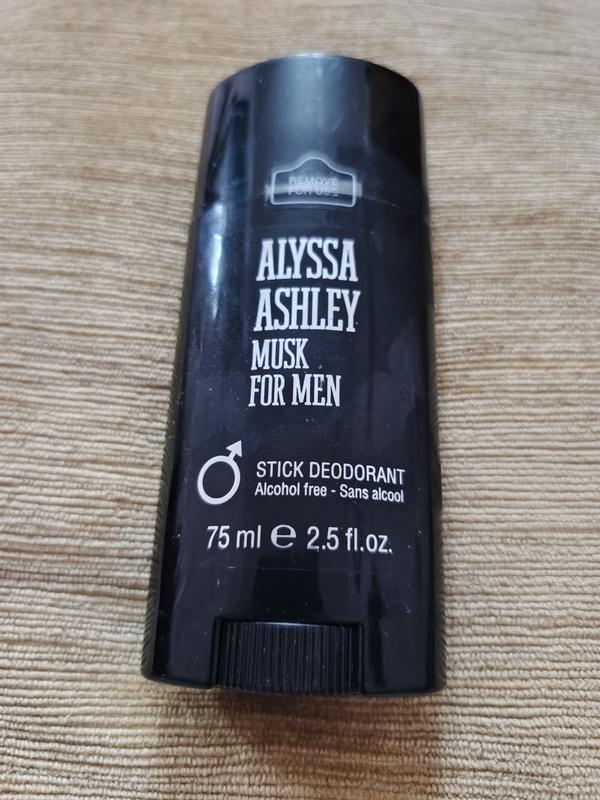 REMOVE
FOR USE
ALYSSA
ASHLEY
MUSK
FOR MEN
STICK DEODORANT
Alcohol free - Sans alcool
75 ml ℮ 2.5 fl.oz.